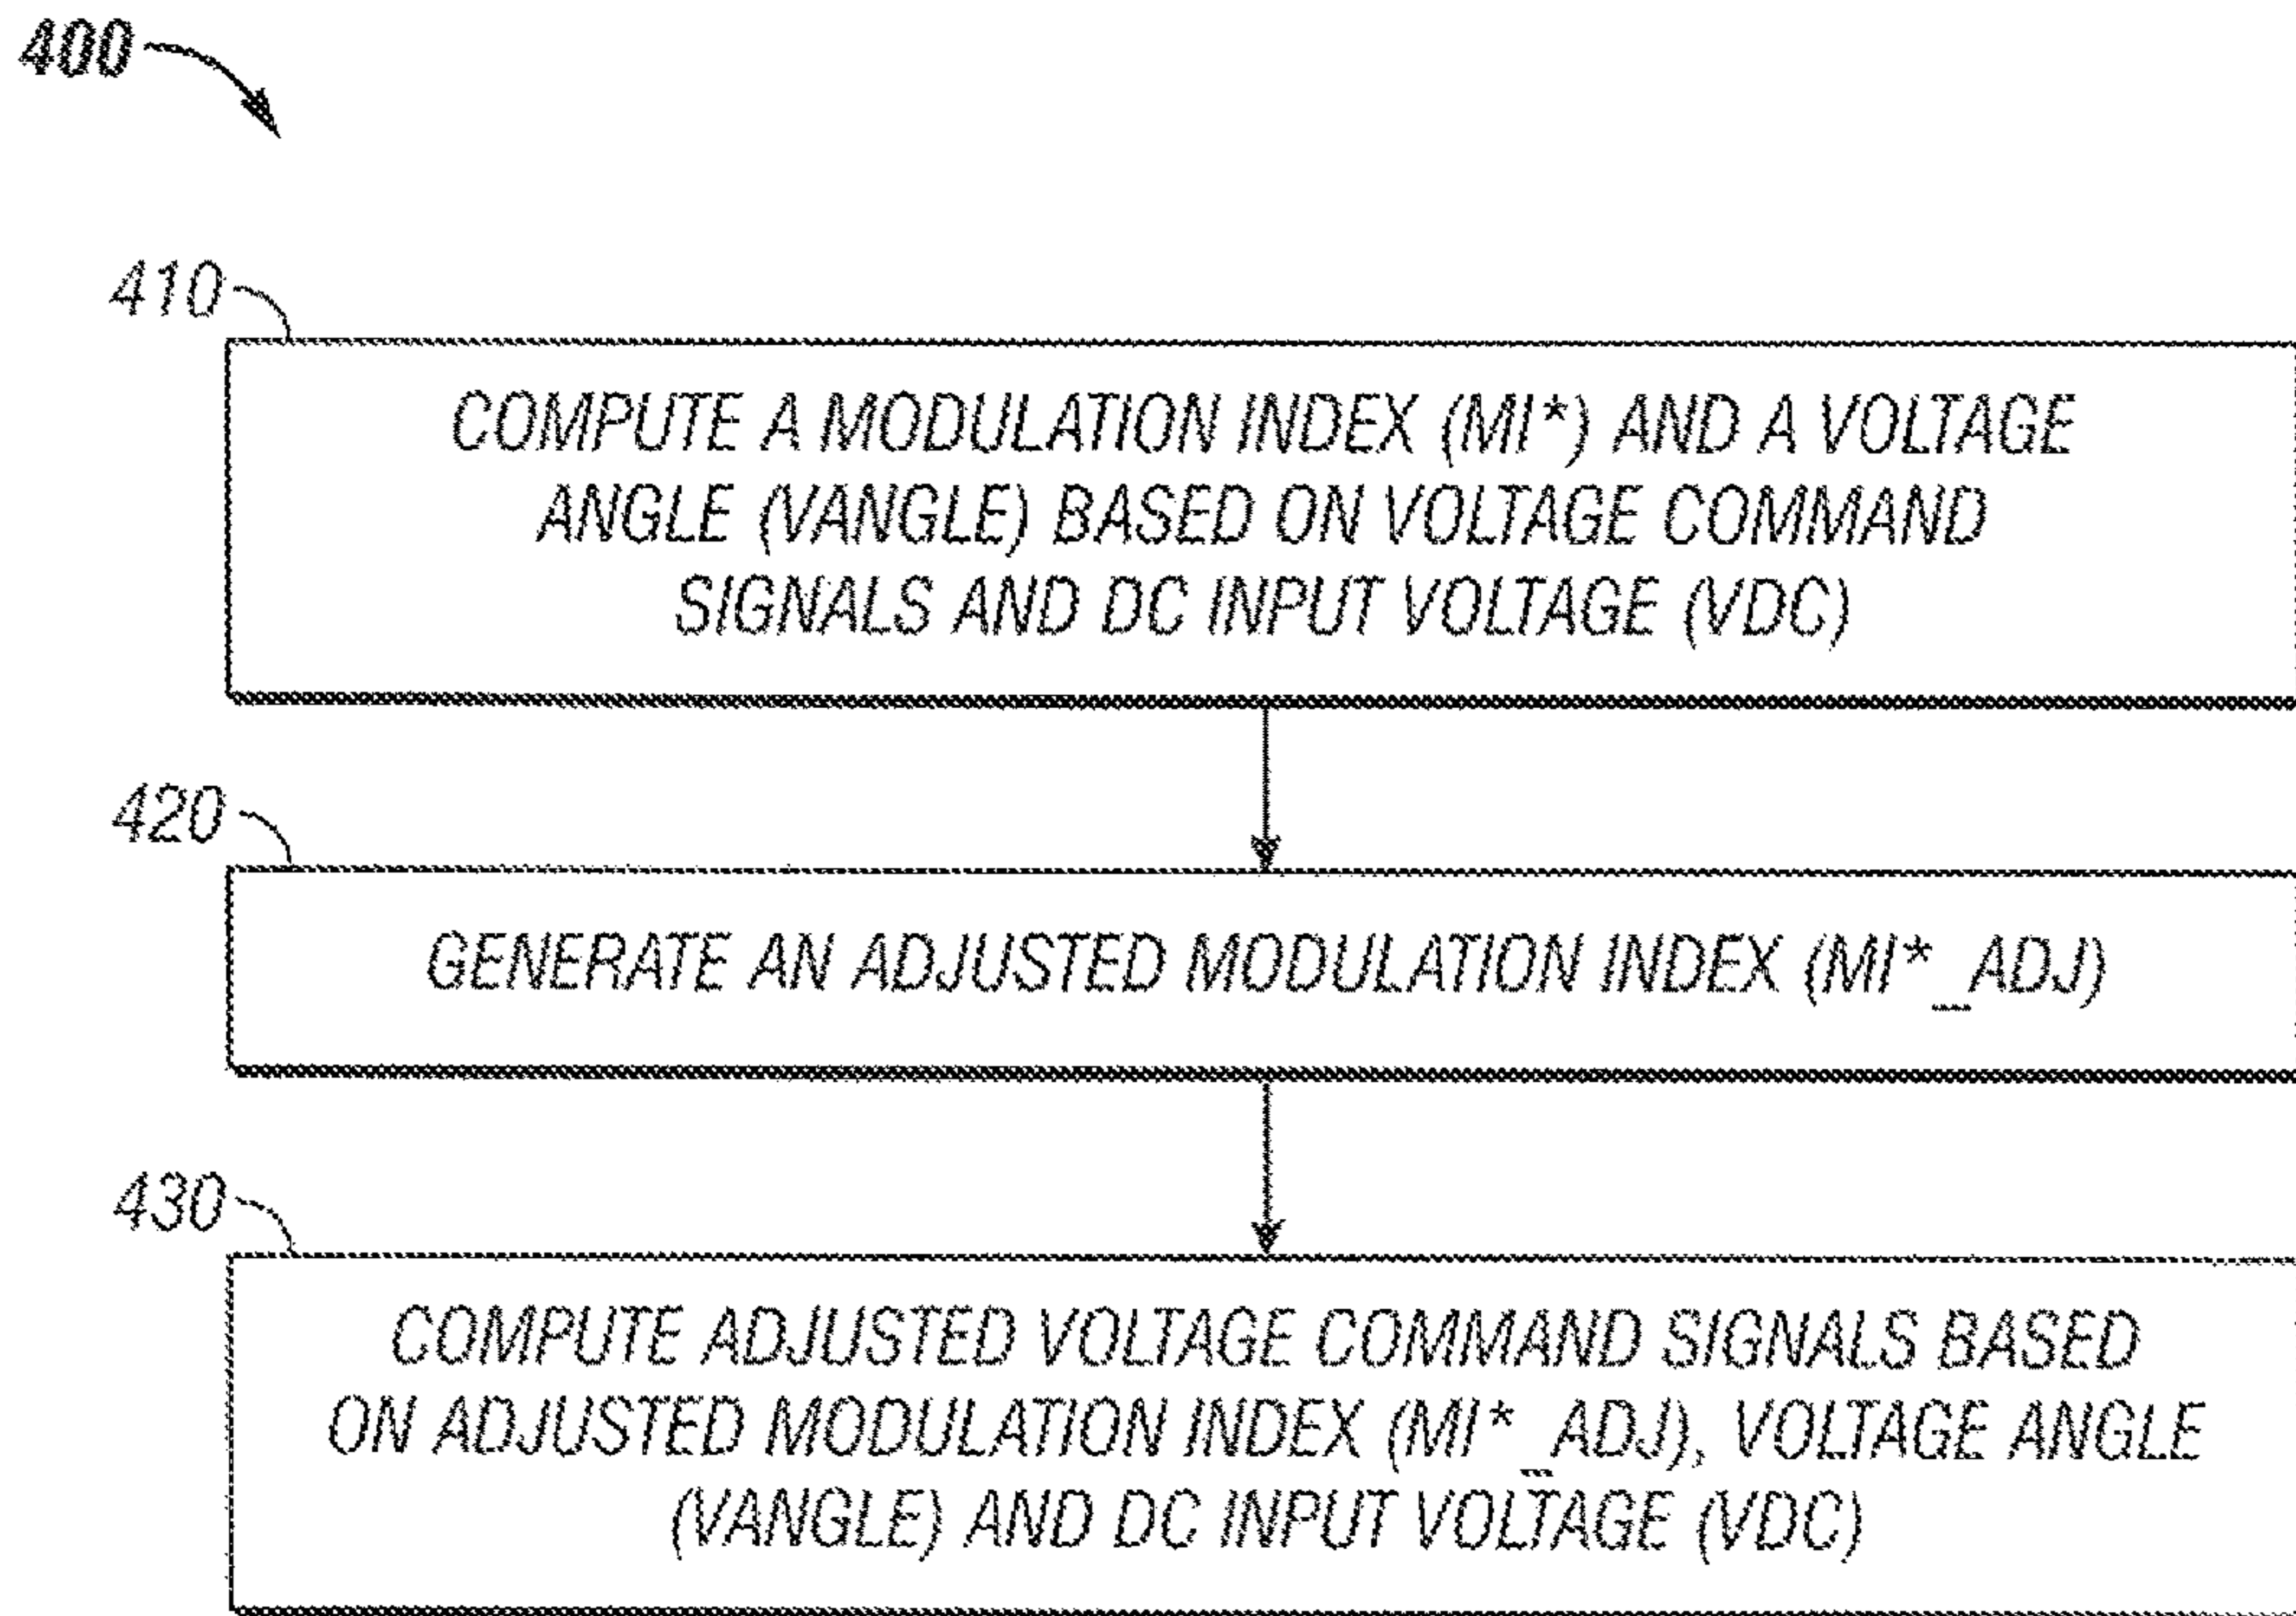 400
410
COMPUTE A MODULATION INDEX (MI*) AND A VOLTAGE
ANGLE (VANGLE) BASED ON VOLTAGE COMMAND
SIGNALS AND DC INPUT VOLTAGE (VDC)
420
GENERATE AN ADJUSTED MODULATION INDEX (MI*_ADJ)
430
COMPUTE ADJUSTED VOLTAGE COMMAND SIGNALS BASED
ON ADJUSTED MODULATION INDEX (MI*_ADJ), VOLTAGE ANGLE
(VANGLE) AND DC INPUT VOLTAGE (VDC)